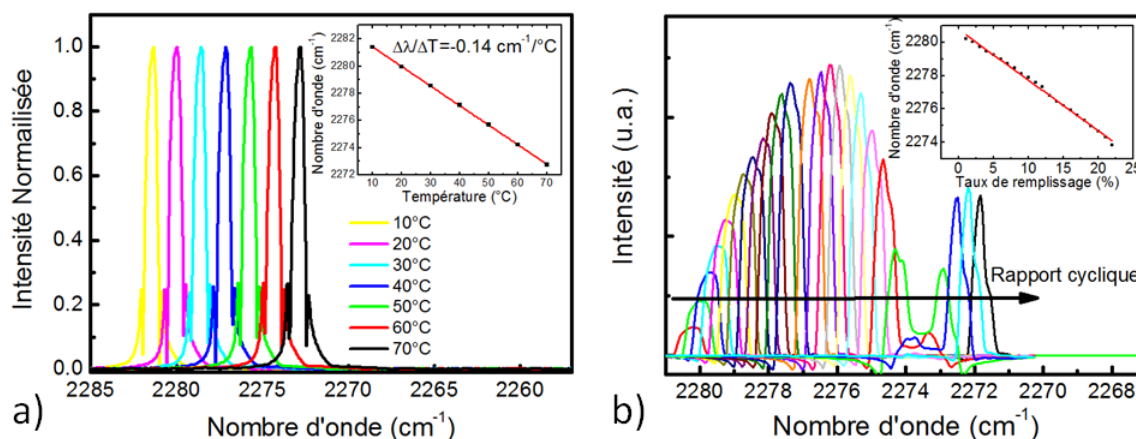 a)
Intensité Normailisée
1.0
0.8
0.6
0.4
0.2
0.0
2285 2280 2275 2270 2265 2260
Nombre d'onde (cm-1)
Δλ/ΔT=-0.14 cm-1/°C
Nombre d'onde (cm-1)
2282
2280
2278
2276
2274
2272
10 20 30 40 50 60 70
Température (°C)
10°C
20°C
30°C
40°C
50°C
60°C
70°C
b)
Intensité (u.a.)
2280 2278 2276 2274 2272 2270 2268
Nombre d'onde (cm-1)
Rapport cyclique
Nombre d'onde (cm-1)
2280
2278
2276
2274
0 5 10 15 20 25
Taux de remplissage (%)